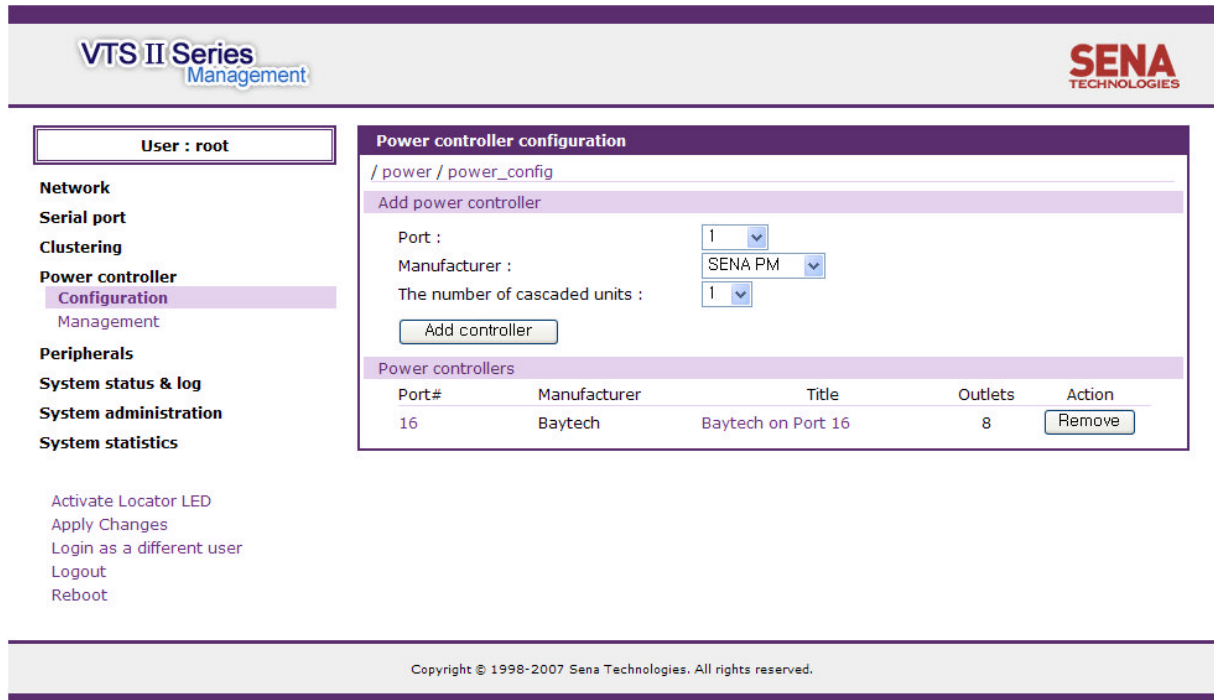 VTS II Series
Management
SENA
TECHNOLOGIES
User : root
Network
Serial port
Clustering
Power controller
Configuration
Management
Peripherals
System status & log
System administration
System statistics
Activate Locator LED
Apply Changes
Login as a different user
Logout
Reboot
Power controller configuration
/ power / power_config
Add power controller
Port : 1
Manufacturer : SENA PM
The number of cascaded units : 1
Add controller
Power controllers
Port# Manufacturer Title Outlets Action
16 Baytech Baytech on Port 16 8 Remove
Copyright © 1998-2007 Sena Technologies. All rights reserved.